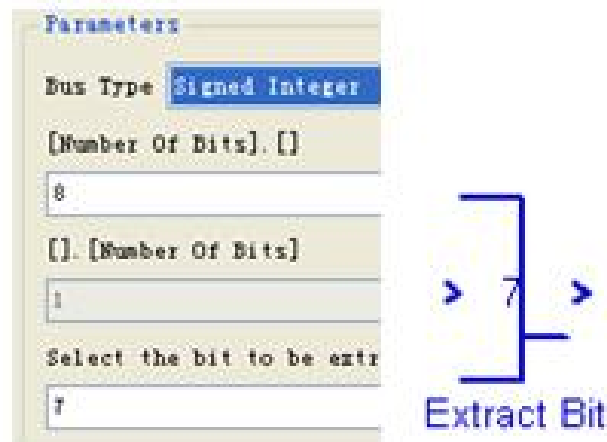 Parameters
Bus Type Signed Integer
[Number Of Bits].[]
8
[].[Number Of Bits]
1
Select the bit to be extr
7
> 7 >
Extract Bit